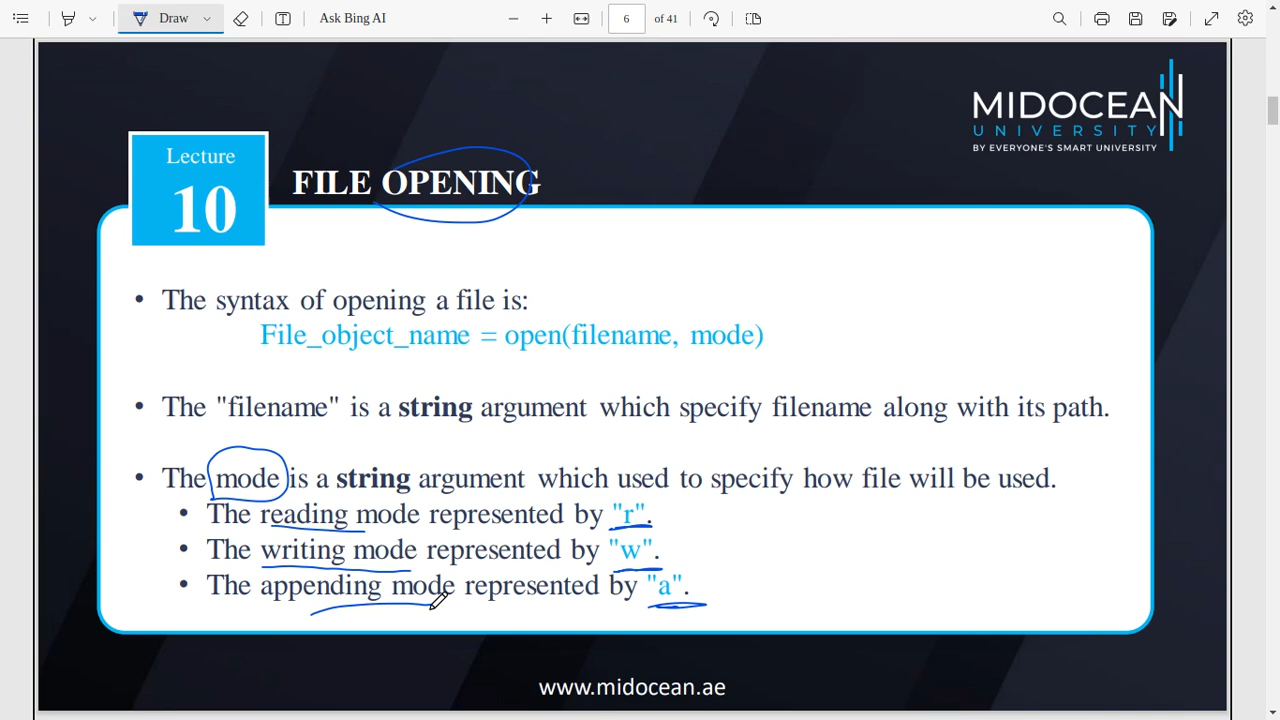 Draw
Ask Bing AI
6
of 41
MIDOCEAN
UNIVERSITY
BY EVERYONE'S SMART UNIVERSITY
Lecture
10
FILE OPENING
• The syntax of opening a file is:
File_object_name = open(filename, mode)
• The "filename" is a string argument which specify filename along with its path.
• The mode is a string argument which used to specify how file will be used.
• The reading mode represented by "r".
• The writing mode represented by "w".
• The appending mode represented by "a".
www.midocean.ae